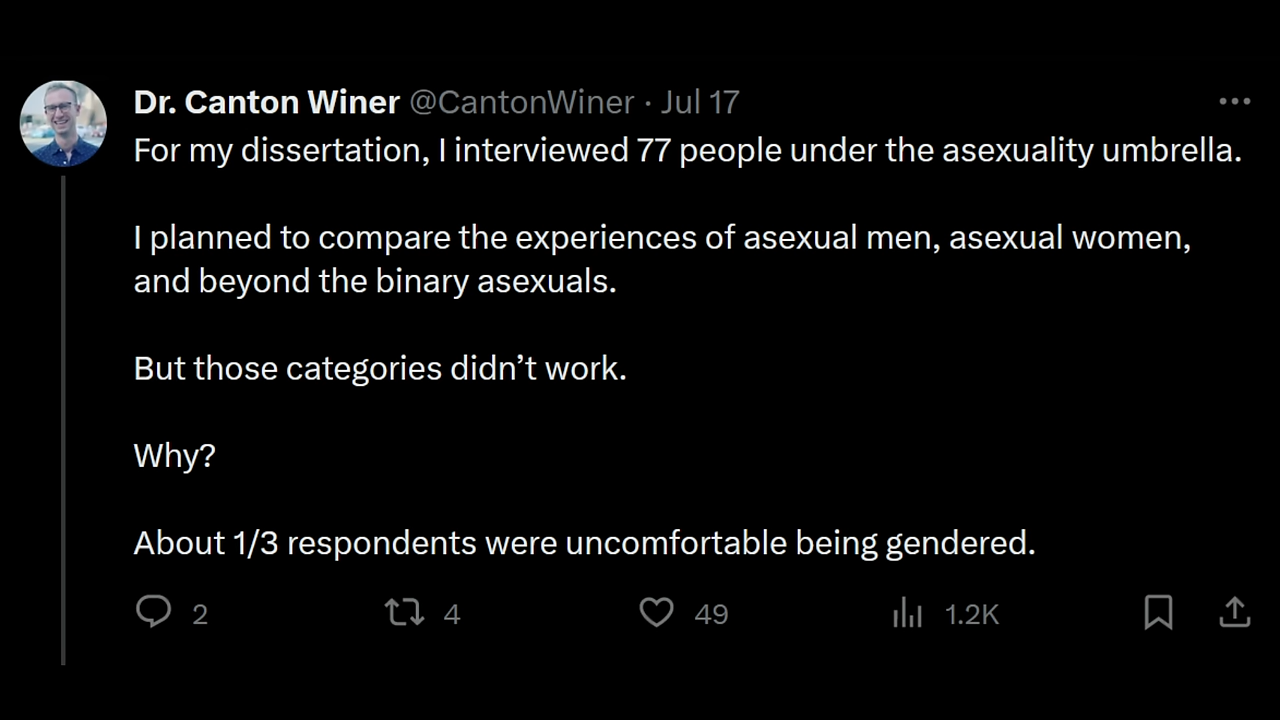 Dr. Canton Winer @CantonWiner · Jul 17
For my dissertation, I interviewed 77 people under the asexuality umbrella.
I planned to compare the experiences of asexual men, asexual women,
and beyond the binary asexuals.
But those categories didn’t work.
Why?
About 1/3 respondents were uncomfortable being gendered.
2 4 49 1.2K